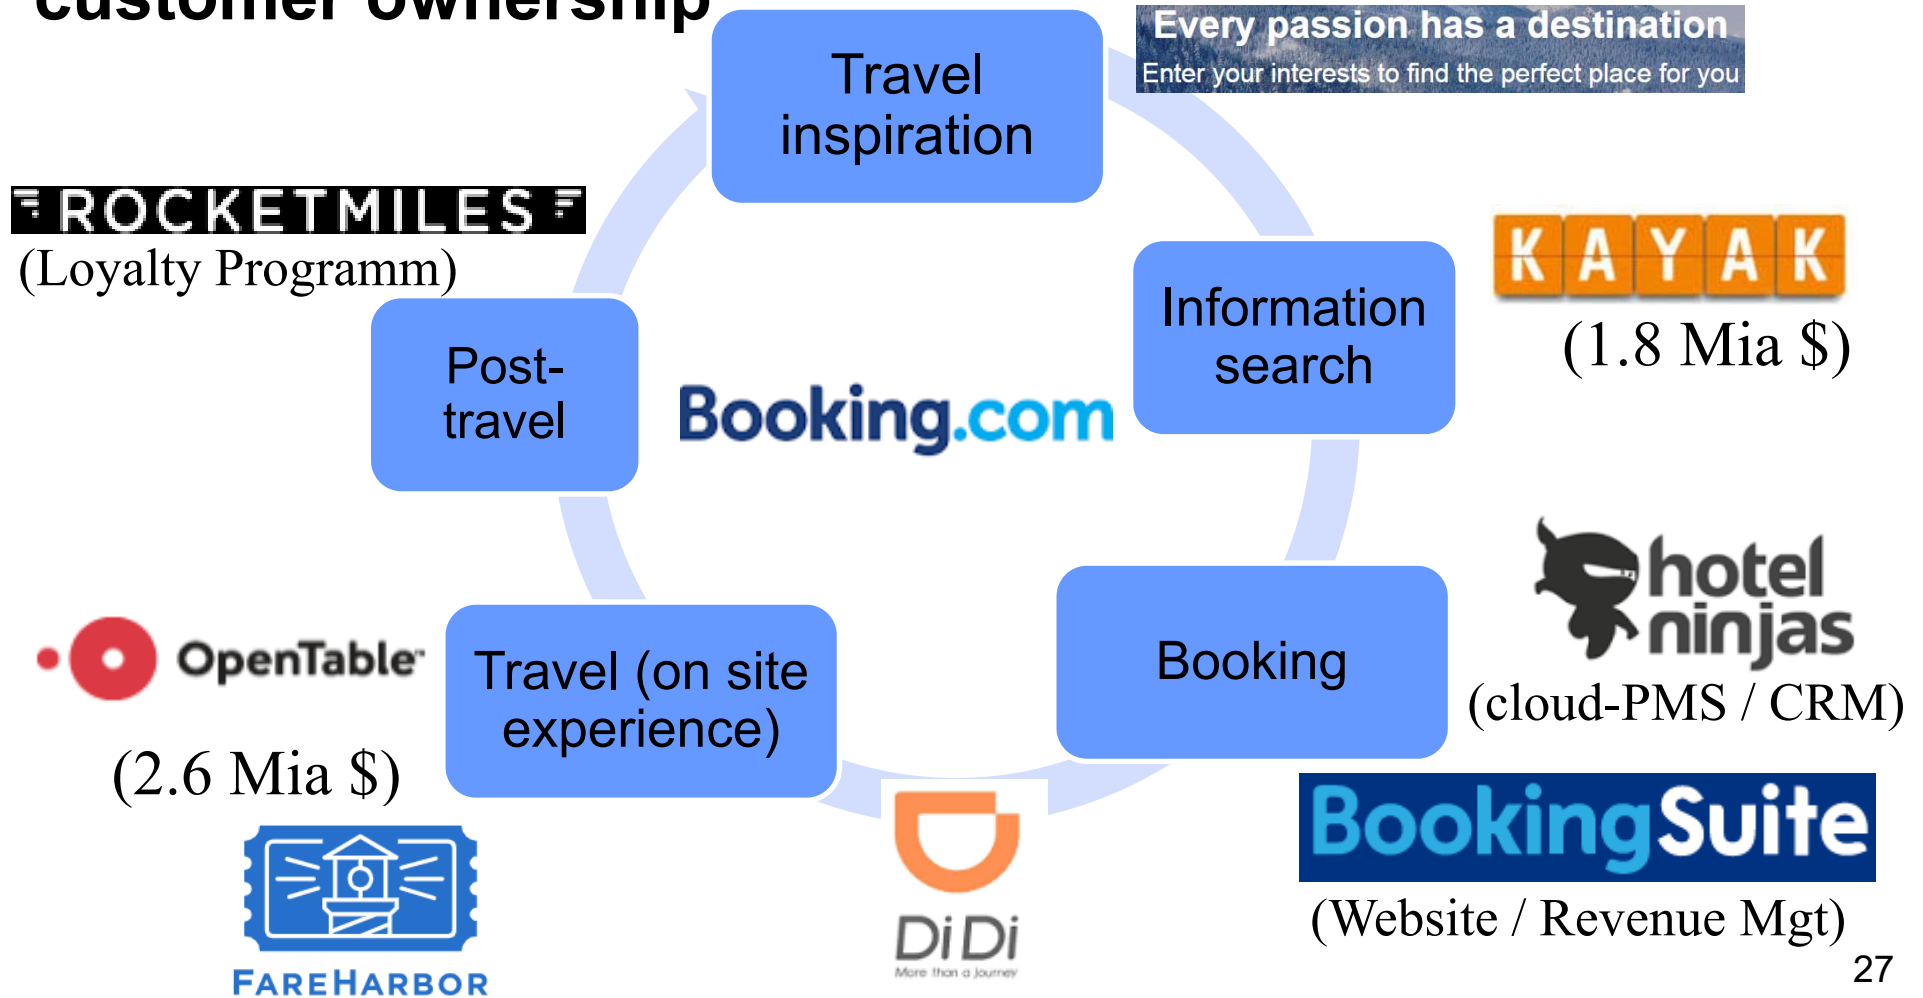 customer ownership
Every passion has a destination
Enter your interests to find the perfect place for you
Travel
inspiration
ROCKETMILES
(Loyalty Programm)
KAYAK
(1.8 Mia $)
Information
search
Post-
travel
Booking.com
hotel
ninjas
(cloud-PMS / CRM)
Booking
OpenTable
(2.6 Mia $)
Travel (on site
experience)
BookingSuite
(Website / Revenue Mgt)
DiDi
More than a Journey
FAREHARBOR
27